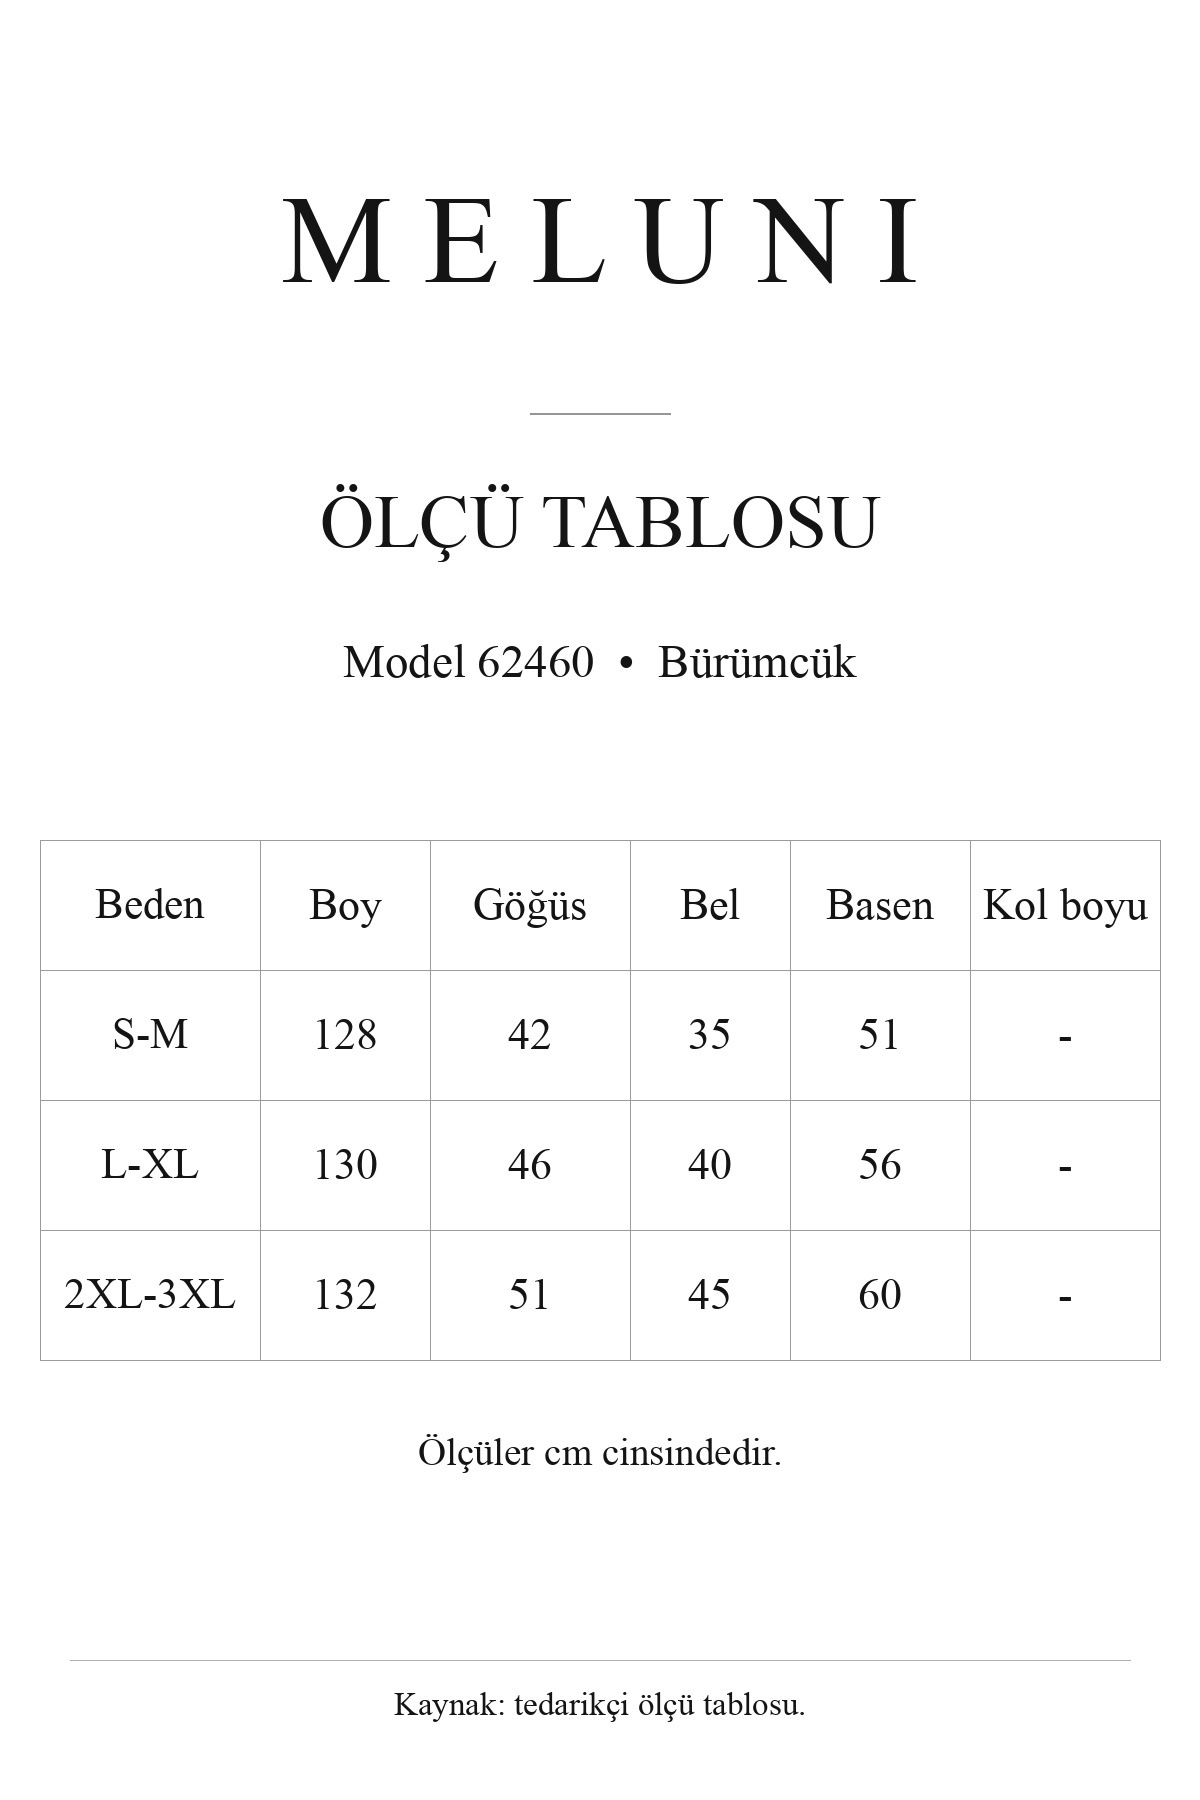 MELUNI
ÖLÇÜ TABLOSU
Model 62460 • Bürümcük
Beden Boy Göğüs Bel Basen Kol boyu
S-M 128 42 35 51 -
L-XL 130 46 40 56 -
2XL-3XL 132 51 45 60 -
Ölçüler cm cinsindedir.
Kaynak: tedarikçi ölçü tablosu.